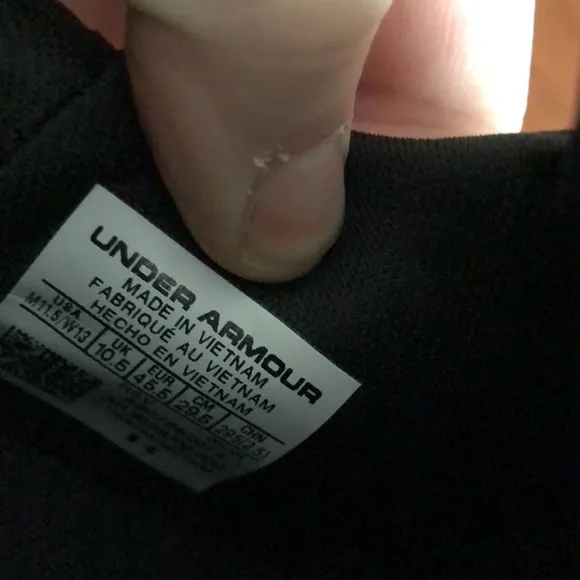 UNDER ARMOUR
MADE IN VIETNAM
FABRIQUÉ AU VIETNAM
HECHO EN VIETNAM
USA UK EUR CM CHN
M11.5/W13 10.5 45.5 29.5 295(2.5)